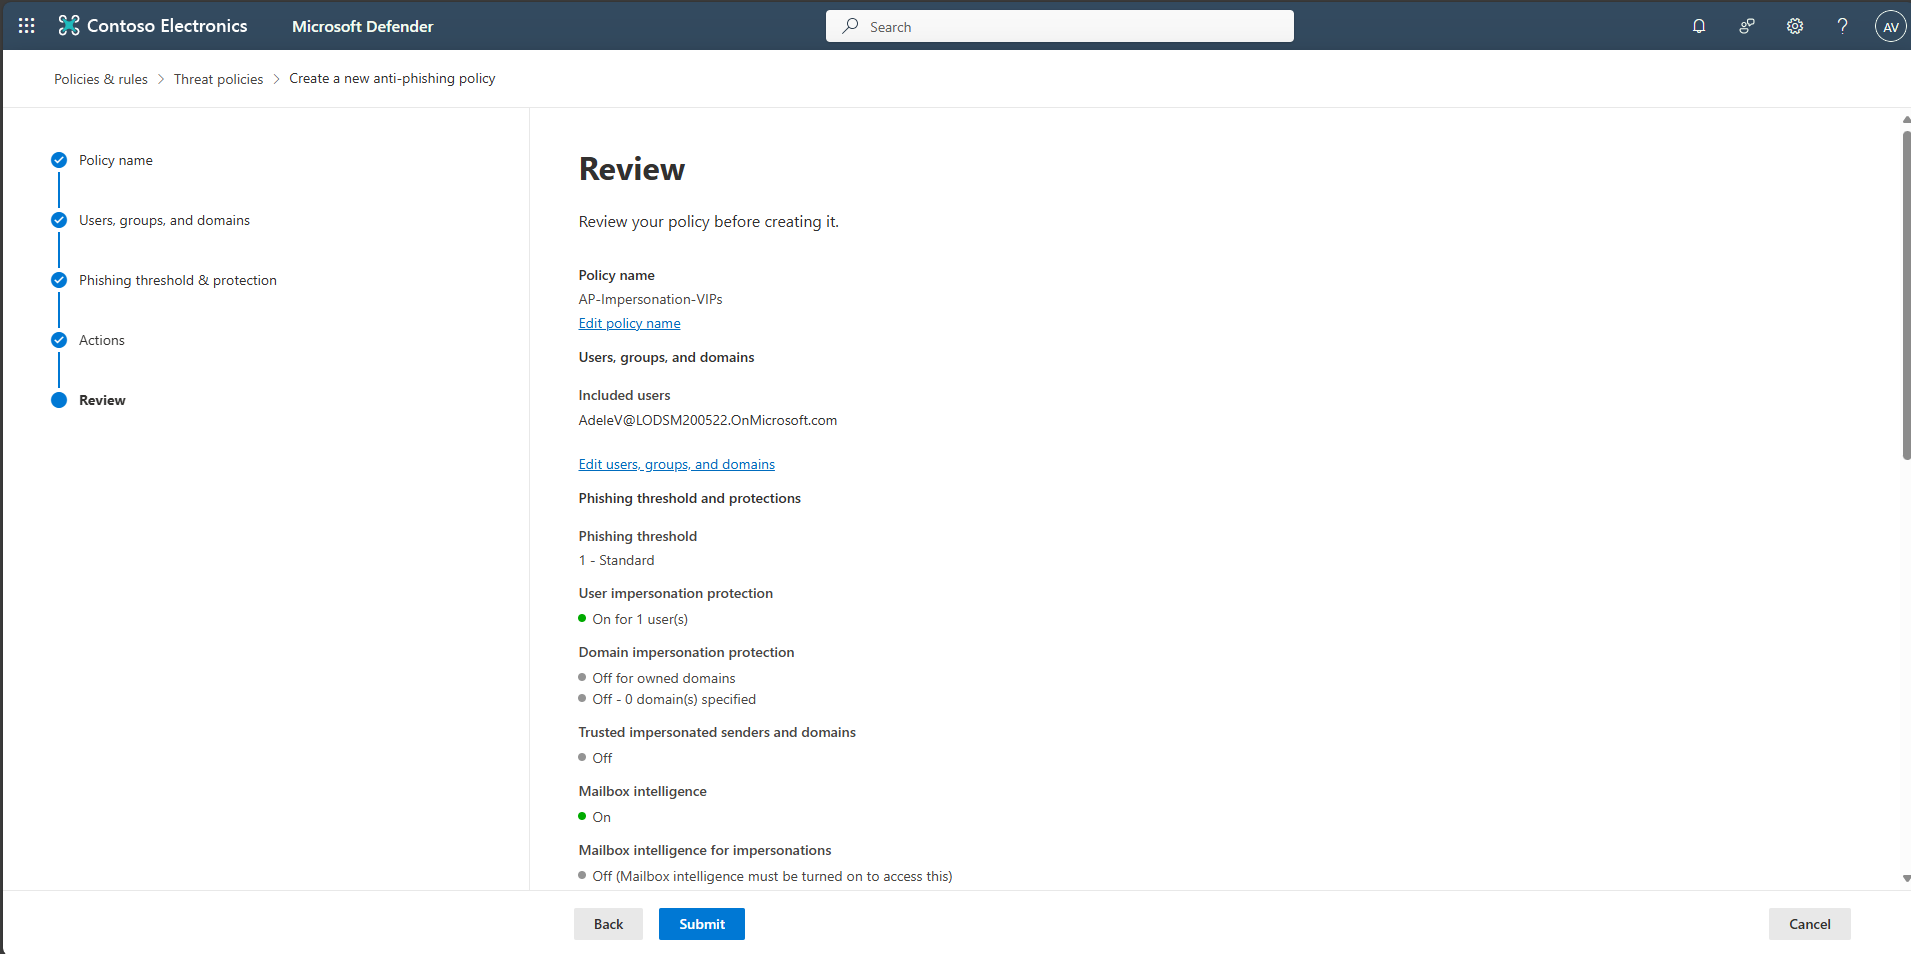 Contoso Electronics
Microsoft Defender
Search
AV
Policies & rules > Threat policies > Create a new anti-phishing policy
Policy name
Users, groups, and domains
Phishing threshold & protection
Actions
Review
Review
Review your policy before creating it.
Policy name
AP-Impersonation-VIPs
Edit policy name
Users, groups, and domains
Included users
AdeleV@LODSM200522.OnMicrosoft.com
Edit users, groups, and domains
Phishing threshold and protections
Phishing threshold
1 - Standard
User impersonation protection
On for 1 user(s)
Domain impersonation protection
Off for owned domains
Off - 0 domain(s) specified
Trusted impersonated senders and domains
Off
Mailbox intelligence
On
Mailbox intelligence for impersonations
Off (Mailbox intelligence must be turned on to access this)
Back
Submit
Cancel